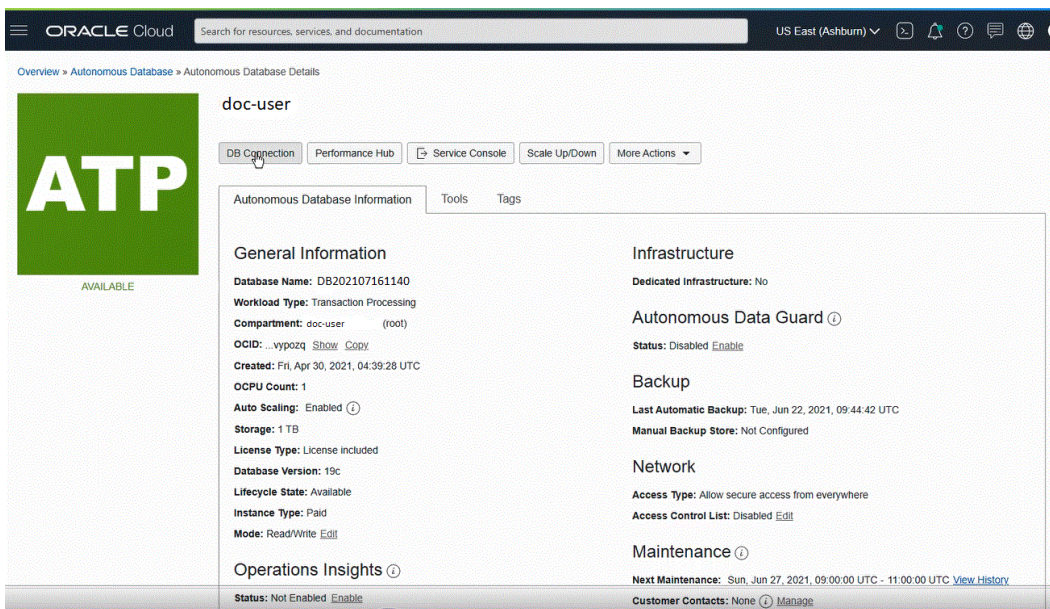 ORACLE Cloud
Search for resources, services, and documentation
US East (Ashburn)
Overview » Autonomous Database » Autonomous Database Details
ATP
AVAILABLE
doc-user
DB Connection
Performance Hub
Service Console
Scale Up/Down
More Actions
Autonomous Database Information
Tools
Tags
General Information
Database Name: DB202107161140
Workload Type: Transaction Processing
Compartment: doc-user (root)
OCID: ...vypozq Show Copy
Created: Fri, Apr 30, 2021, 04:39:28 UTC
OCPU Count: 1
Auto Scaling: Enabled
Storage: 1 TB
License Type: License included
Database Version: 19c
Lifecycle State: Available
Instance Type: Paid
Mode: Read/Write Edit
Operations Insights
Status: Not Enabled Enable
Infrastructure
Dedicated Infrastructure: No
Autonomous Data Guard
Status: Disabled Enable
Backup
Last Automatic Backup: Tue, Jun 22, 2021, 09:44:42 UTC
Manual Backup Store: Not Configured
Network
Access Type: Allow secure access from everywhere
Access Control List: Disabled Edit
Maintenance
Next Maintenance: Sun, Jun 27, 2021, 09:00:00 UTC - 11:00:00 UTC View History
Customer Contacts: None Manage